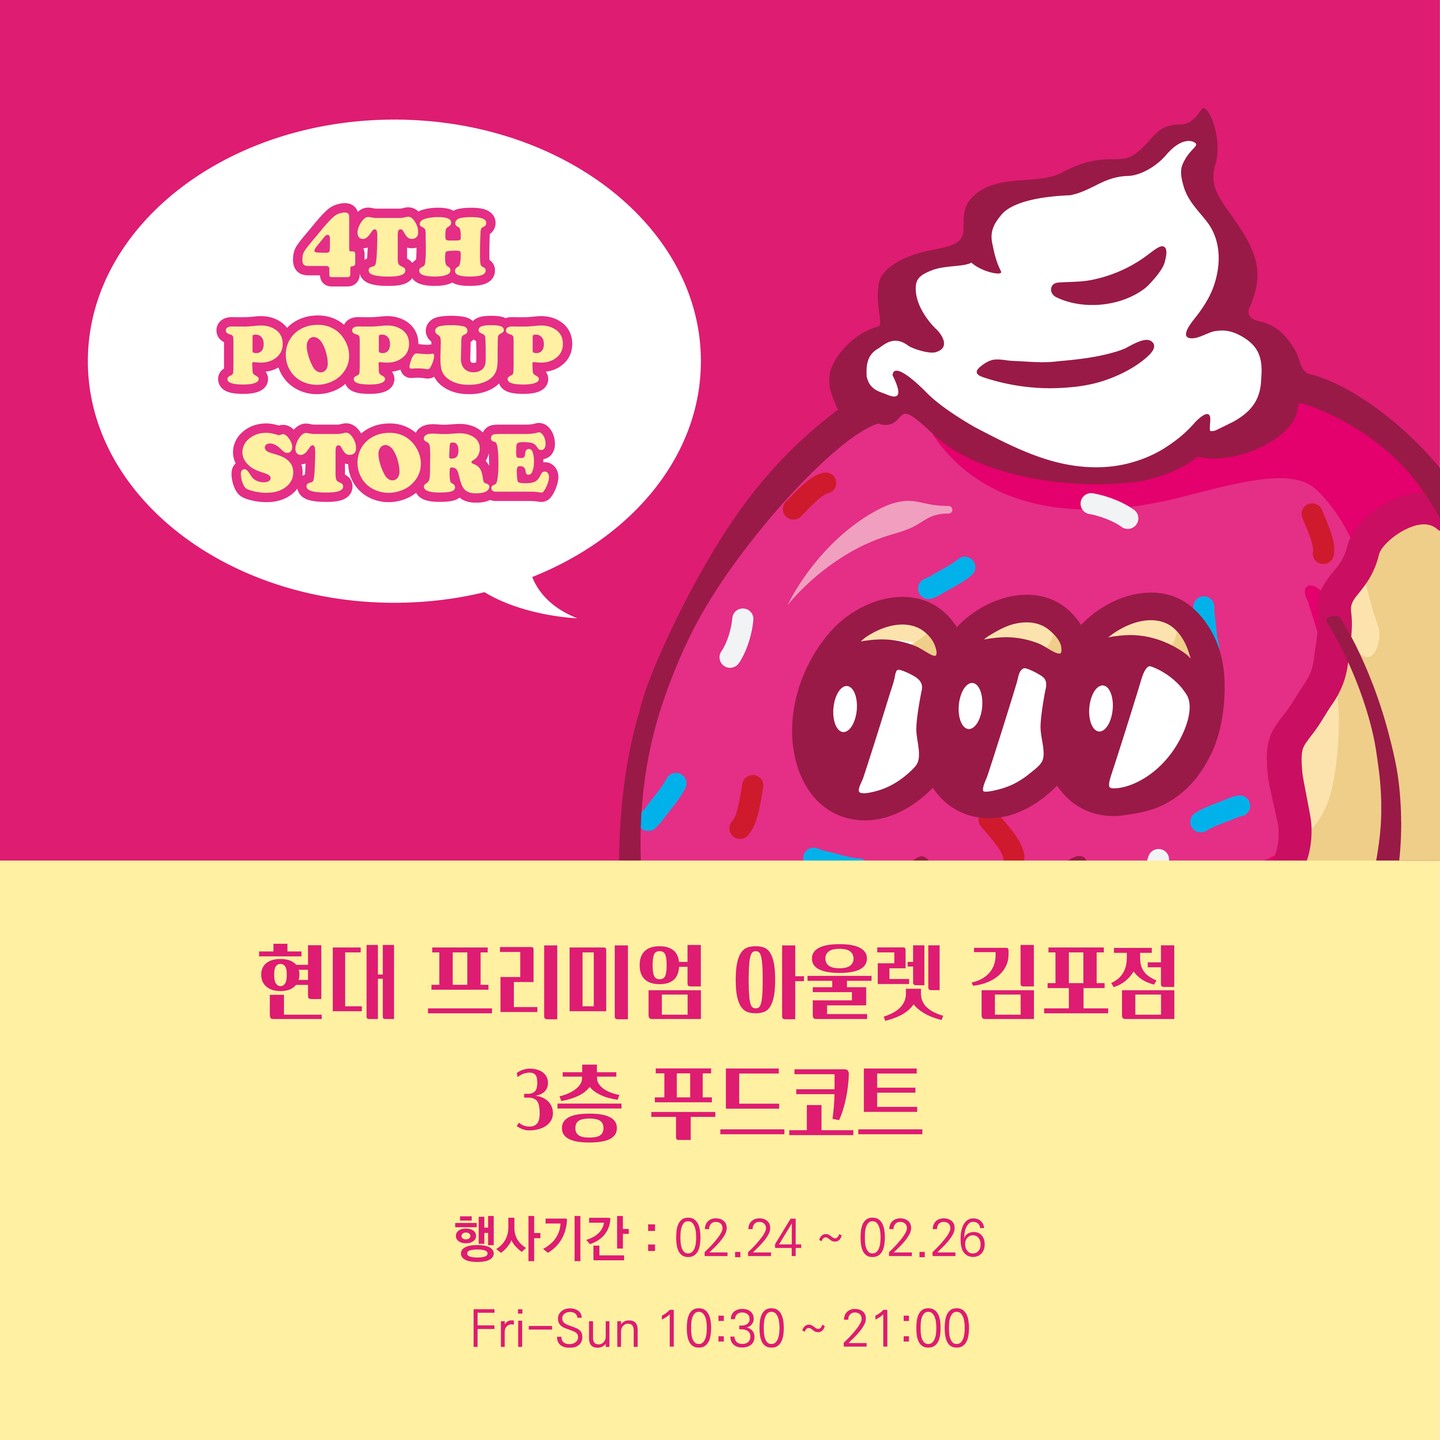 4TH
POP-UP
STORE
현대 프리미엄 아울렛 김포점
3층 푸드코트
행사기간 : 02.24 ~ 02.26
Fri-Sun 10:30 ~ 21:00